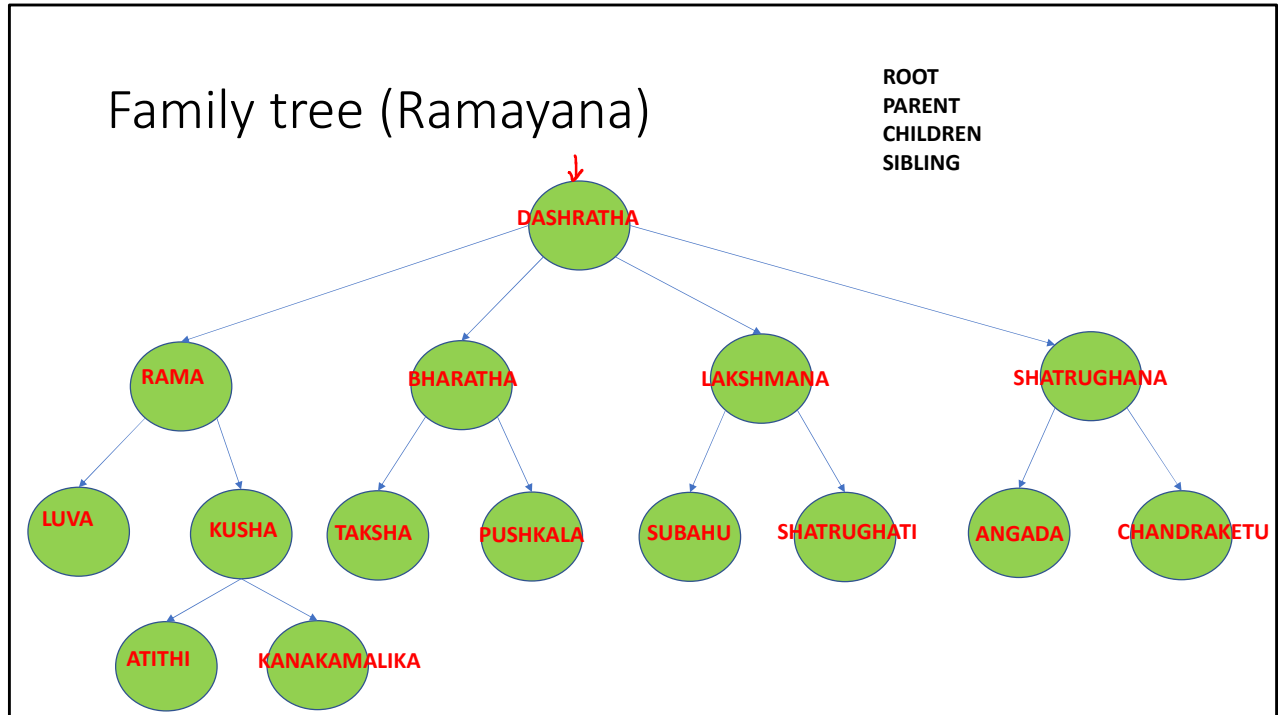 Family tree (Ramayana)
ROOT
PARENT
CHILDREN
SIBLING
DASHRATHA
RAMA
BHARATHA
LAKSHMANA
SHATRUGHANA
LUVA
KUSHA
TAKSHA
PUSHKALA
SUBAHU
SHATRUGHATI
ANGADA
CHANDRAKETU
ATITHI
KANAKAMALIKA